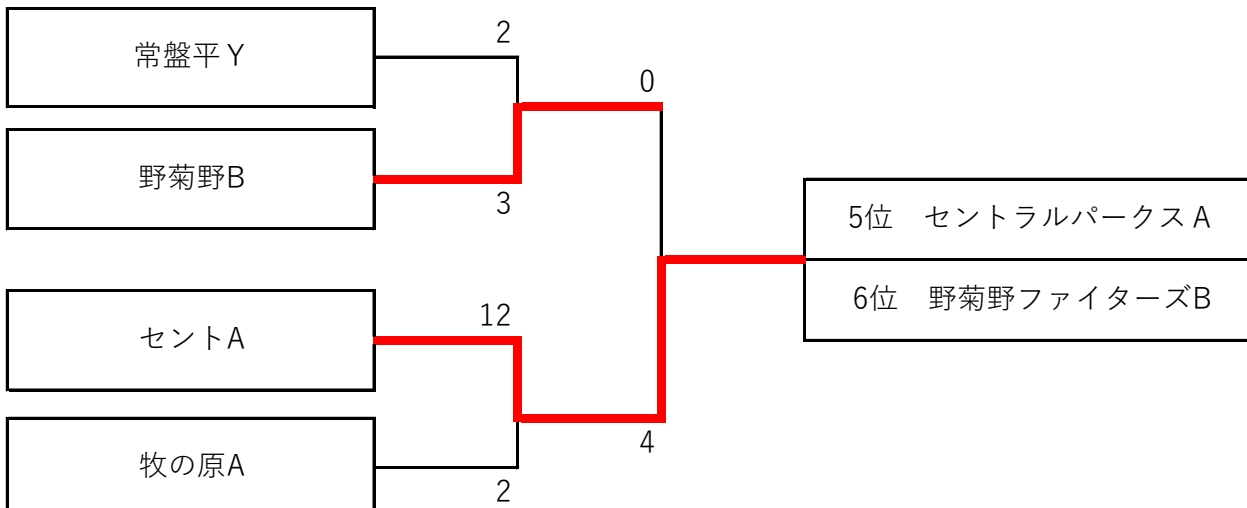 常盤平Y
2
0
野菊野B
3
5位　セントラルパークスA
6位　野菊野ファイターズB
セントA
12
4
牧の原A
2